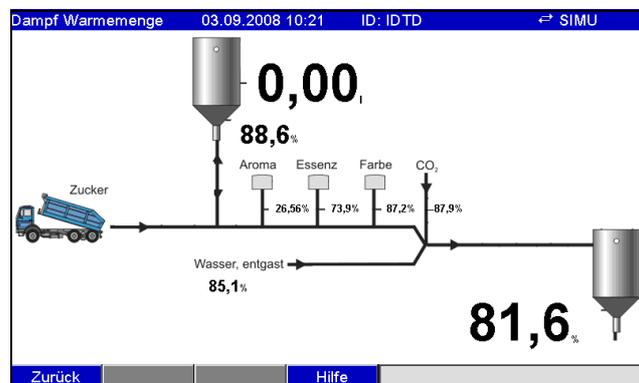 Dampf Warmemenge 03.09.2008 10:21 ID: IDTD ⇄ SIMU
0,00 l
88,6%
Aroma Essenz Farbe CO₂
Zucker
26,56% 73,9% 87,2% 87,9%
Wasser, entgast
85,1%
81,6%
Zurück Hilfe